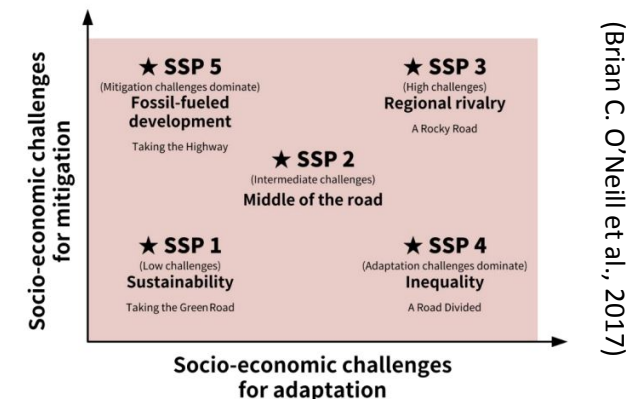 Socio-economic challenges
for mitigation
★ SSP 5
(Mitigation challenges dominate)
Fossil-fueled
development
Taking the Highway
★ SSP 3
(High challenges)
Regional rivalry
A Rocky Road
★ SSP 2
(Intermediate challenges)
Middle of the road
★ SSP 1
(Low challenges)
Sustainability
Taking the Green Road
★ SSP 4
(Adaptation challenges dominate)
Inequality
A Road Divided
Socio-economic challenges
for adaptation
(Brian C. O’Neill et al., 2017)